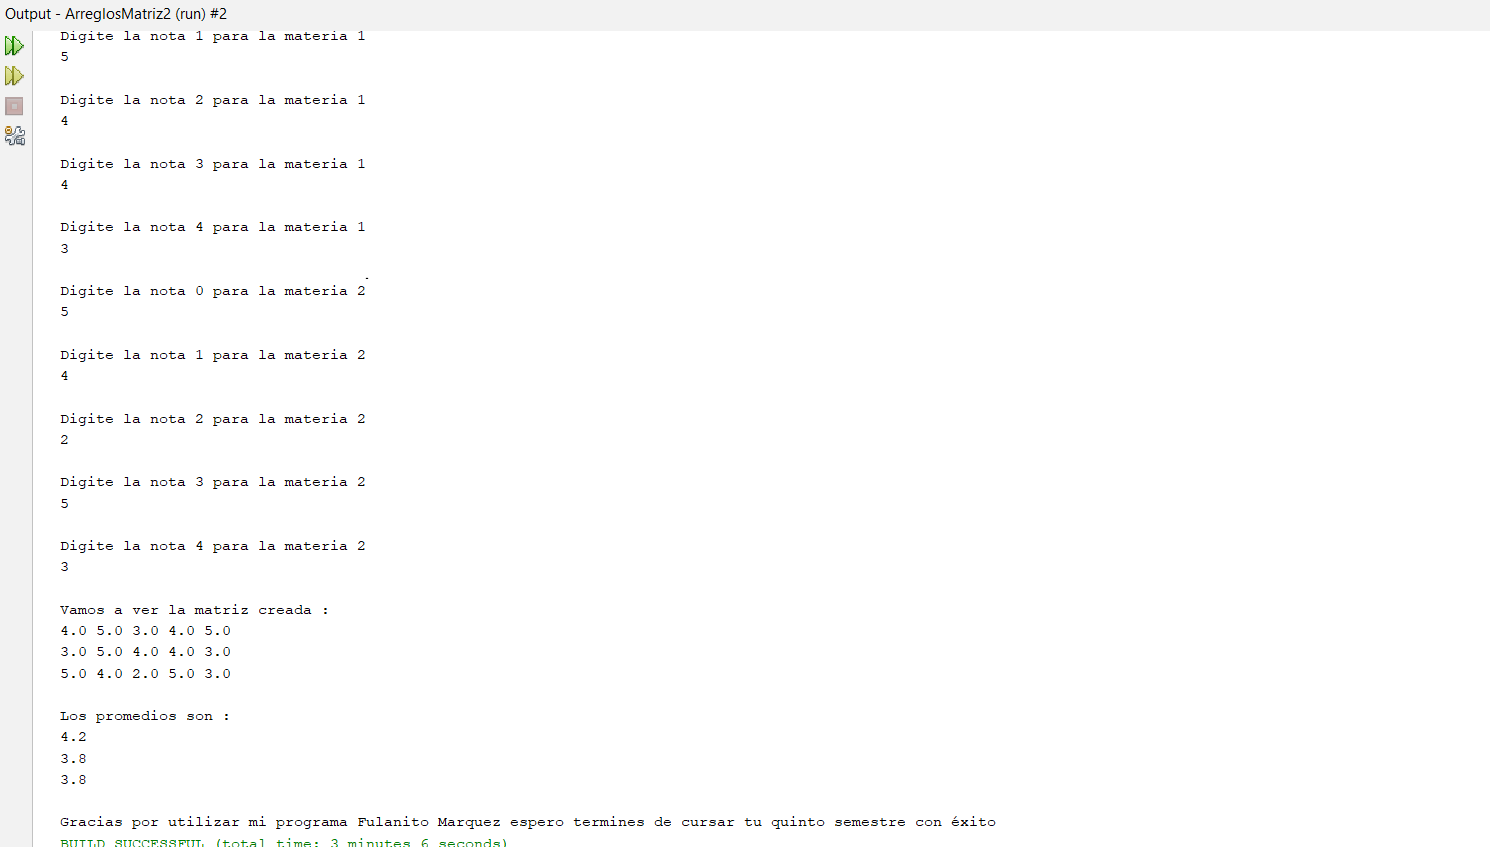 Output - ArreglosMatriz2 (run) #2
Digite la nota 1 para la materia 1
5
Digite la nota 2 para la materia 1
4
Digite la nota 3 para la materia 1
4
Digite la nota 4 para la materia 1
3
Digite la nota 0 para la materia 2
5
Digite la nota 1 para la materia 2
4
Digite la nota 2 para la materia 2
2
Digite la nota 3 para la materia 2
5
Digite la nota 4 para la materia 2
3
Vamos a ver la matriz creada :
4.0 5.0 3.0 4.0 5.0
3.0 5.0 4.0 4.0 3.0
5.0 4.0 2.0 5.0 3.0
Los promedios son :
4.2
3.8
3.8
Gracias por utilizar mi programa Fulanito Marquez espero termines de cursar tu quinto semestre con éxito
BUILD SUCCESSFUL (total time: 3 minutes 6 seconds)